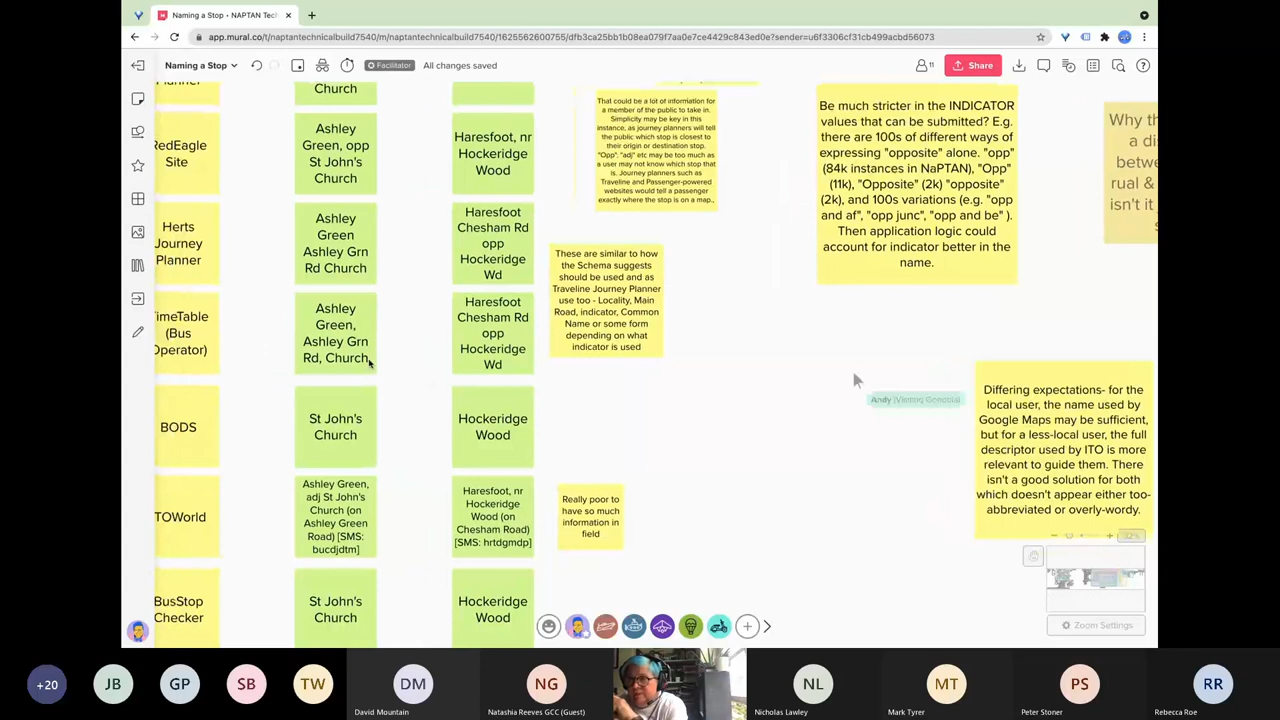 Naming a Stop • NAPTAN Tec
app.mural.co/t/naptantechnicalbuild7540/m/naptantechnicalbuild7540/1625562600755/dfb3ca25bb1b08ea079f7aa0e7ce4429c843ed0e?sender=u6f3306cf31cb499acbd56073
Naming a Stop
Facilitator
All changes saved
11
Share
Planner
Church
RedEagle
Site
Ashley
Green, opp
St John's
Church
Haresfoot, nr
Hockeridge
Wood
Herts
Journey
Planner
Ashley
Green
Ashley Grn
Rd Church
Haresfoot
Chesham Rd
opp
Hockeridge
Wd
TimeTable
(Bus
Operator)
Ashley
Green,
Ashley Grn
Rd, Church
Haresfoot
Chesham Rd
opp
Hockeridge
Wd
BODS
St John's
Church
Hockeridge
Wood
TOWorld
Ashley Green,
adj St John's
Church (on
Ashley Green
Road) [SMS:
bucdjdtm]
Haresfoot, nr
Hockeridge
Wood (on
Chesham Road)
[SMS: hrtdgmdp]
BusStop
Checker
St John's
Church
Hockeridge
Wood
That could be a lot of information for
a member of the public to take in.
Simplicity may be key in this
instance, as journey planners will tell
the public which stop is closest to
their origin or destination stop.
"Opp". "adj" etc may be too much as
a user may not know which stop that
is. Journey planners such as
Traveline and Passenger-powered
websites would tell a passenger
exactly where the stop is on a map.,
These are similar to how
the Schema suggests
should be used and as
Traveline Journey Planner
use too - Locality, Main
Road, indicator, Common
Name or some form
depending on what
indicator is used
Really poor to
have so much
information in
field
Be much stricter in the INDICATOR
values that can be submitted? E.g.
there are 100s of different ways of
expressing "opposite" alone. "opp"
(84k instances in NaPTAN), "Opp"
(11k), "Opposite" (2k) "opposite"
(2k), and 100s variations (e.g. "opp
and af", "opp junc", "opp and be" ).
Then application logic could
account for indicator better in the
name.
Why th
a di
betw
rural &
isn't it
Andy (Visiting Gonobia)
Differing expectations- for the
local user, the name used by
Google Maps may be sufficient,
but for a less-local user, the full
descriptor used by ITO is more
relevant to guide them. There
isn't a good solution for both
which doesn't appear either too-
abbreviated or overly-wordy.
32%
Zoom Settings
+20
JB
GP
SB
TW
DM
David Mountain
NG
Natashia Reeves GCC (Guest)
NL
Nicholas Lawley
MT
Mark Tyrer
PS
Peter Stoner
RR
Rebecca Roe